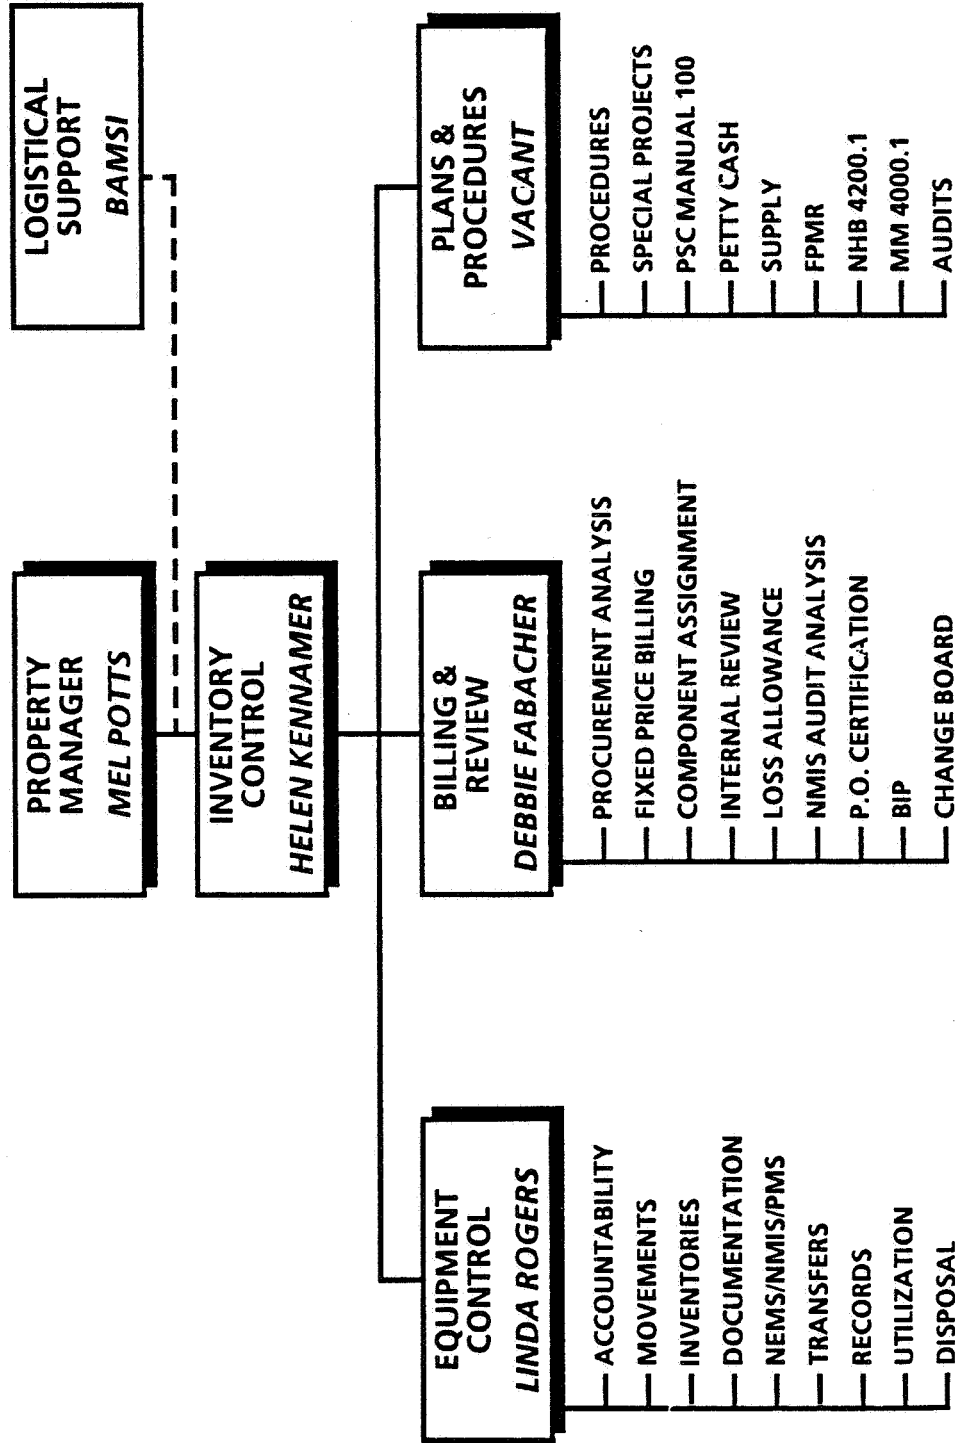 PROPERTY
MANAGER
MEL POTTS
LOGISTICAL
SUPPORT
BAMSI
INVENTORY
CONTROL
HELEN KENNAMER
EQUIPMENT
CONTROL
LINDA ROGERS
ACCOUNTABILITY
MOVEMENTS
INVENTORIES
DOCUMENTATION
NEMS/NMIS/PMS
TRANSFERS
RECORDS
UTILIZATION
DISPOSAL
BILLING &
REVIEW
DEBBIE FABACHER
PROCUREMENT ANALYSIS
FIXED PRICE BILLING
COMPONENT ASSIGNMENT
INTERNAL REVIEW
LOSS ALLOWANCE
NMIS AUDIT ANALYSIS
P.O. CERTIFICATION
BIP
CHANGE BOARD
PLANS &
PROCEDURES
VACANT
PROCEDURES
SPECIAL PROJECTS
PSC MANUAL 100
PETTY CASH
SUPPLY
FPMR
NHB 4200.1
MM 4000.1
AUDITS